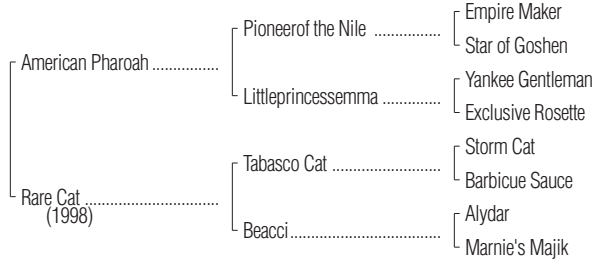 Empire Maker
Pioneerof the Nile ................
Star of Goshen
American Pharoah ................
Yankee Gentleman
Littleprincessemma ..............
Exclusive Rosette
Storm Cat
Tabasco Cat ..........................
Barbicue Sauce
Rare Cat ................................
(1998)
Alydar
Beacci....................................
Marnie's Majik